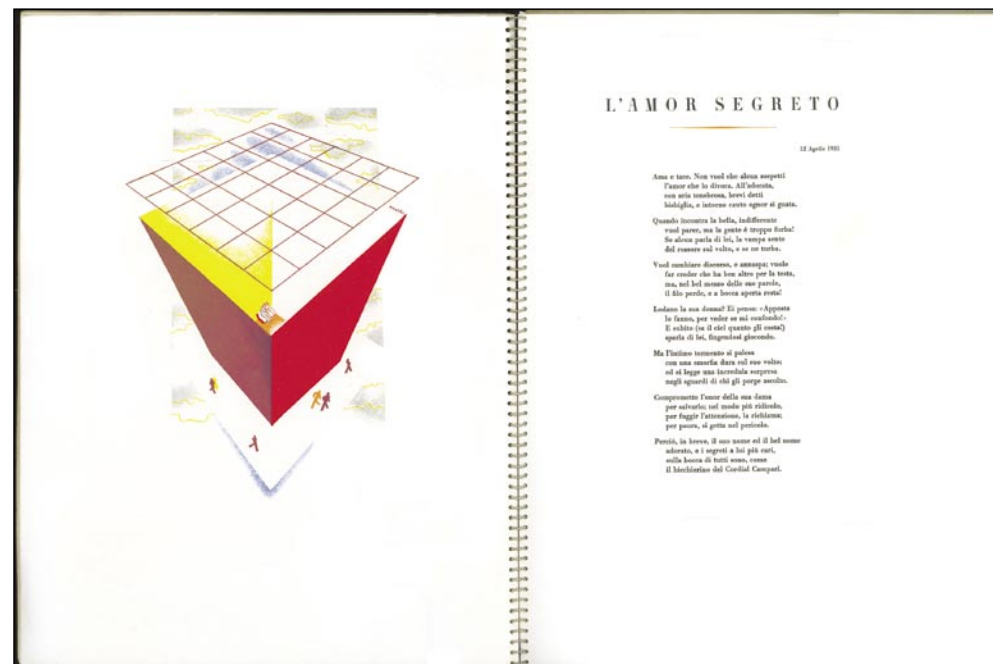 L'AMOR SEGRETO
12 Agosto 1935
Ama e tace. Non vuol che alcun sospetti
l'amor che lo divora. All'adorata,
con aria tenebrosa, brevi detti
bisbiglia, e intorno cauto ognor si guata.
Quando incontra la bella, indifferente
vuol parer, ma la gente è troppo furba!
Se alcun parla di lei, la vampa sente
del rossore sul volto, e se ne turba.
Vuol cambiare discorso, e annaspa; vuole
far creder che ha ben altro per la testa,
ma, nel bel mezzo delle sue parole,
il filo perde, e a bocca aperta resta!
Lodano la sua donna? Ei pensa: «Apposta
lo fanno, per veder se mi confondo!»
E subito (sa il ciel quanto gli costa!)
sparla di lei, fingendosi giocondo.
Ma l'intimo tormento si palesa
con una smorfia dura sul suo volto;
ed si legge una incredula sorpresa
negli sguardi di chi gli porge ascolto.
Compromette l'onor della sua dama
per salvarlo; nel modo più ridicolo,
per fuggir l'attenzione, la richiama;
per paura, si getta nel pericolo.
Perciò, in breve, il suo nome ed il bel nome
adorato, e i segreti a lui più cari,
sulla bocca di tutti sono, come
il bicchierino del Cordial Campari.